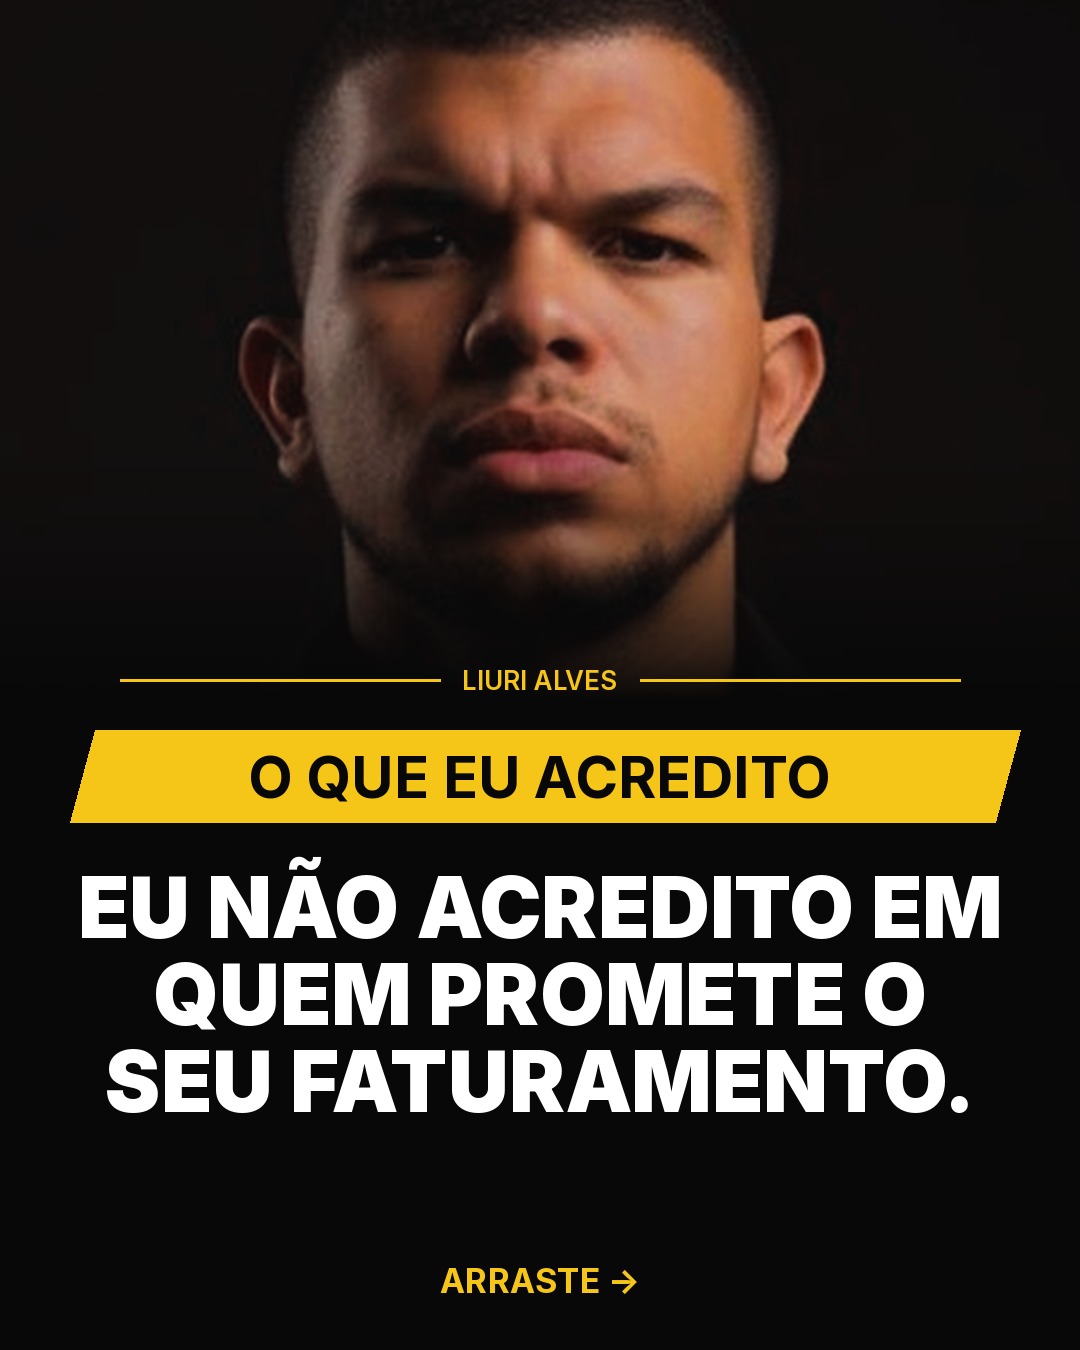 LIURI ALVES
O QUE EU ACREDITO
EU NÃO ACREDITO EM
QUEM PROMETE O
SEU FATURAMENTO.
ARRASTE →